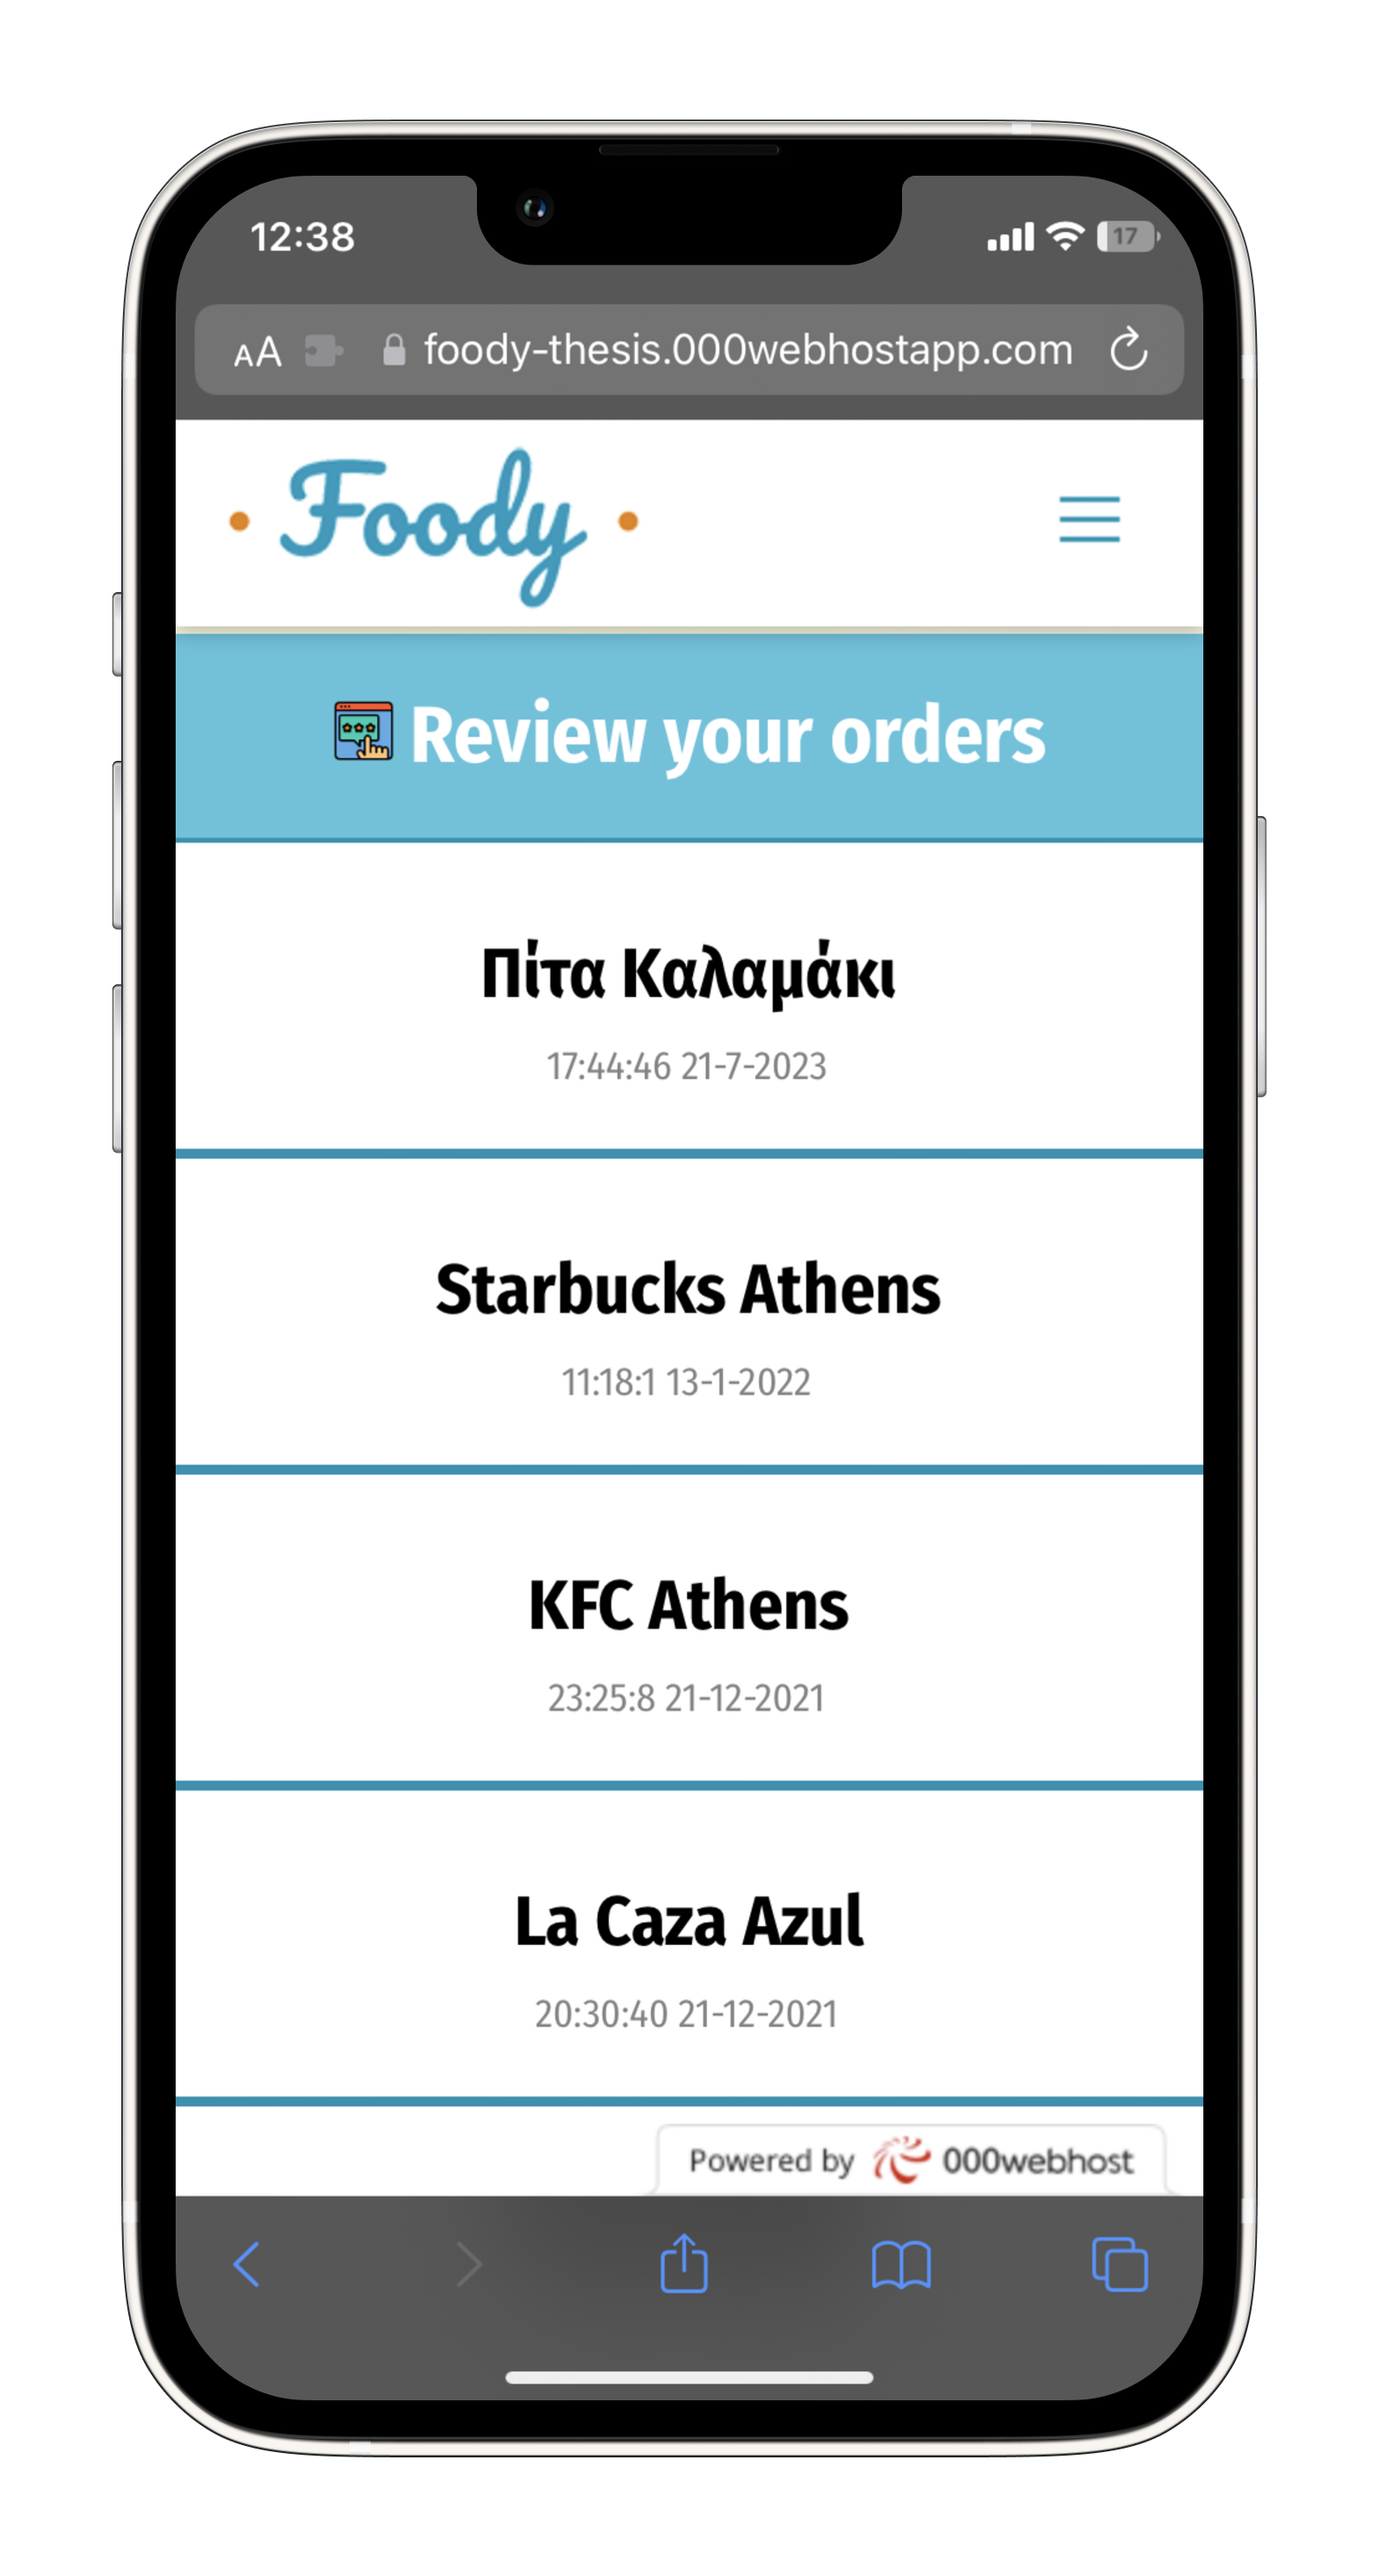 12:38
17
AA
foody-thesis.000webhostapp.com
Foody
Review your orders
Πίτα Καλαμάκι
17:44:46 21-7-2023
Starbucks Athens
11:18:1 13-1-2022
KFC Athens
23:25:8 21-12-2021
La Caza Azul
20:30:40 21-12-2021
Powered by 000webhost